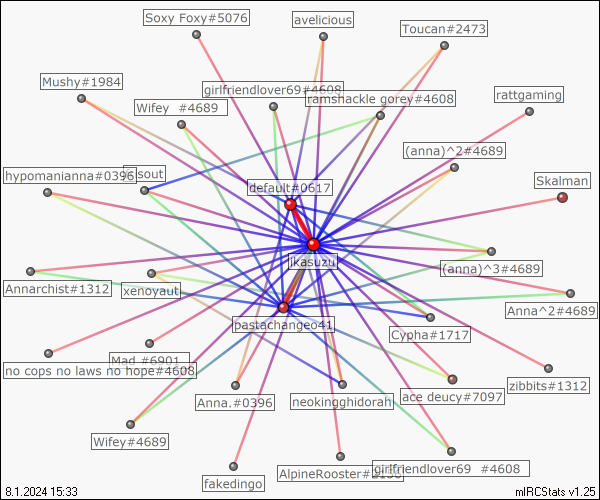 Soxy Foxy#5076
avelicious
Toucan#2473
Mushy#1984
girlfriendlover69#4608
ramshackle gorey#4608
rattgaming
Wifey #4689
(anna)^2#4689
hypomanianna#0396
sout
default#0617
Skalman
jkasuzu
(anna)^3#4689
Annarchist#1312
xenoyaut
Anna^2#4689
pastachangeo41
Cypha#1717
Mad #6901
no cops no laws no hope#4608
zibbits#1312
Anna.#0396
neokingghidorah
ace deucy#7097
Wifey#4689
girlfriendlover69 #4608
AlpineRooster#
fakedingo
8.1.2024 15:33
mIRCStats v1.25